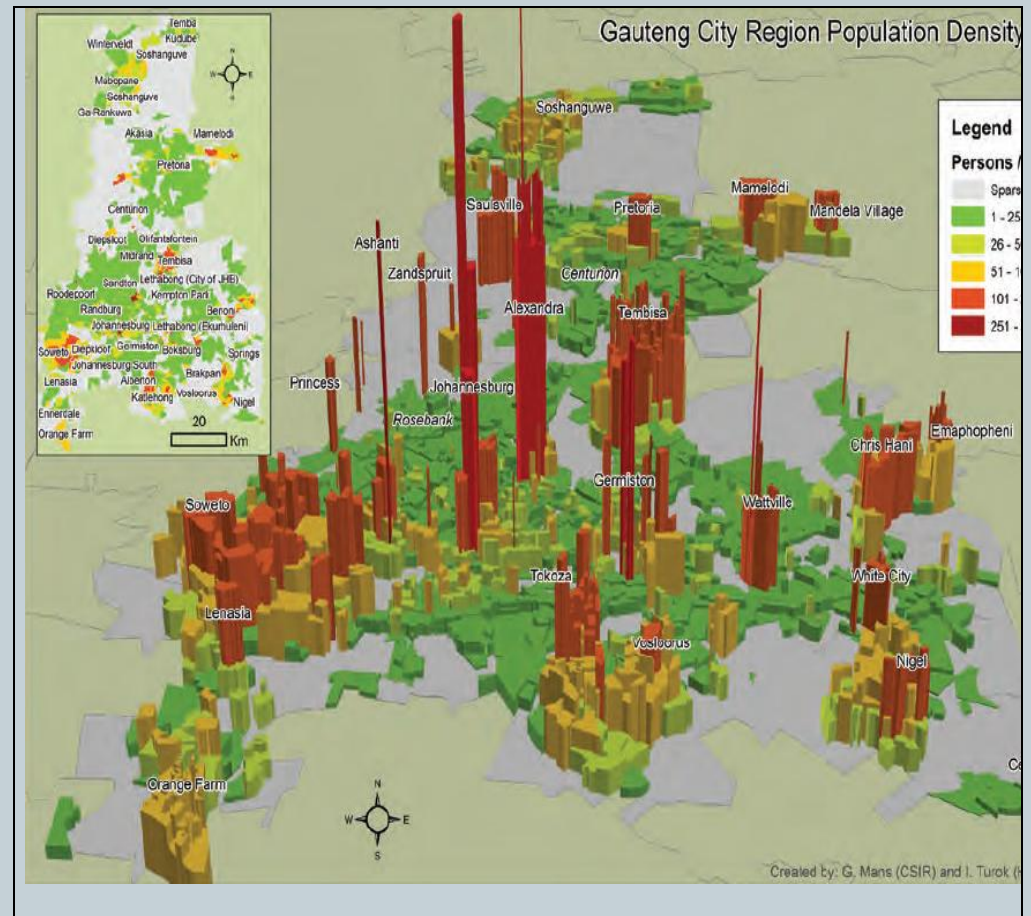 Gauteng City Region Population Density
Temba
Kudube
Winterveldt
Soshanguve
Mabopane
Soshanguve
Ga-Rankuwa
Akasia
Mamelodi
Pretoria
Centurion
Diepsloot
Olifantsfontein
Midrand
Tembisa
Sandton
Lethabong (City of JHB)
Roodepoort
Kempton Park
Randburg
Benoni
Johannesburg
Lethabong (Ekurhuleni)
Soweto
Diepkloof
Germiston
Boksburg
Springs
Johannesburg South
Lenasia
Alberton
Brakpan
Katlehong
Vosloorus
Nigel
Ennerdale
Orange Farm
20
Km
N
W
E
Legend
Persons /
Spars
1 - 25
26 - 5
51 - 1
101 -
251 -
Soshanguwe
Saulsville
Pretoria
Mamelodi
Mandela Village
Ashanti
Zandspruit
Centurion
Alexandra
Tembisa
Princess
Johannesburg
Rosebank
Emaphopheni
Chris Hani
Soweto
Germiston
Wattville
Tokoza
White City
Lenasia
Vosloorus
Nigel
Orange Farm
N
W
E
S
Created by: G. Mans (CSIR) and I. Turok (